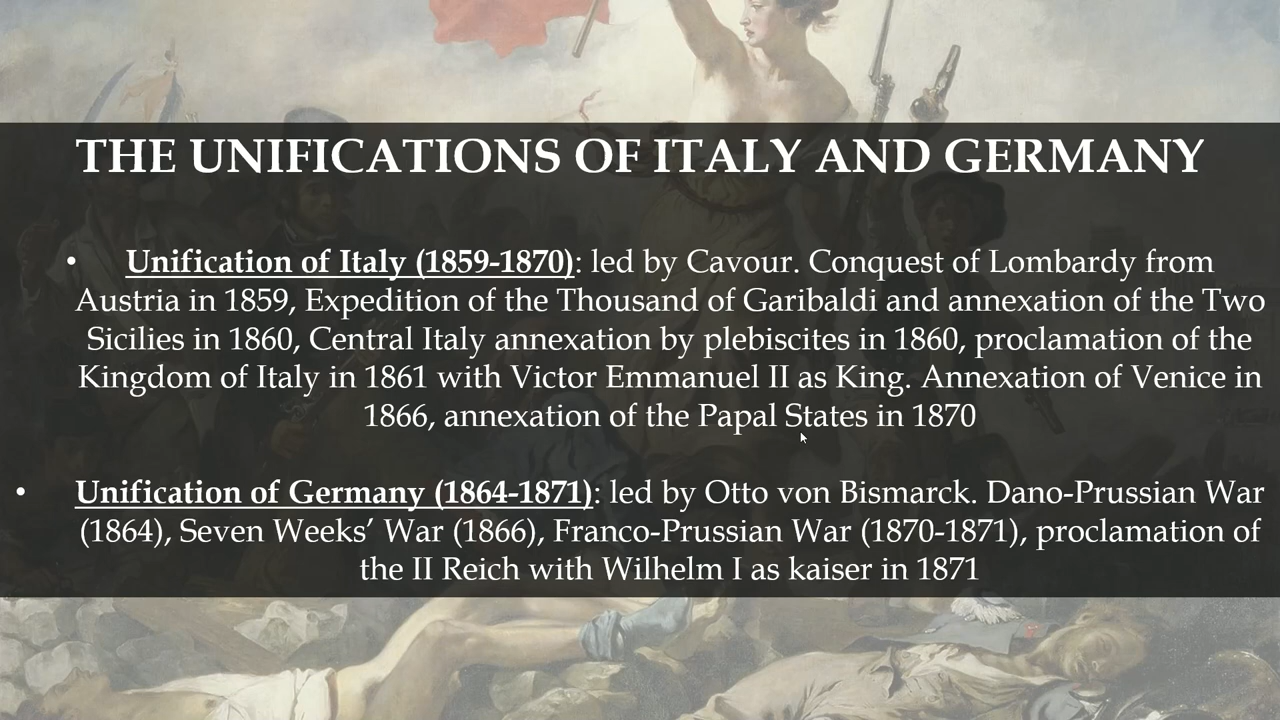 THE UNIFICATIONS OF ITALY AND GERMANY
• Unification of Italy (1859-1870): led by Cavour. Conquest of Lombardy from
Austria in 1859, Expedition of the Thousand of Garibaldi and annexation of the Two
Sicilies in 1860, Central Italy annexation by plebiscites in 1860, proclamation of the
Kingdom of Italy in 1861 with Victor Emmanuel II as King. Annexation of Venice in
1866, annexation of the Papal States in 1870
• Unification of Germany (1864-1871): led by Otto von Bismarck. Dano-Prussian War
(1864), Seven Weeks’ War (1866), Franco-Prussian War (1870-1871), proclamation of
the II Reich with Wilhelm I as kaiser in 1871